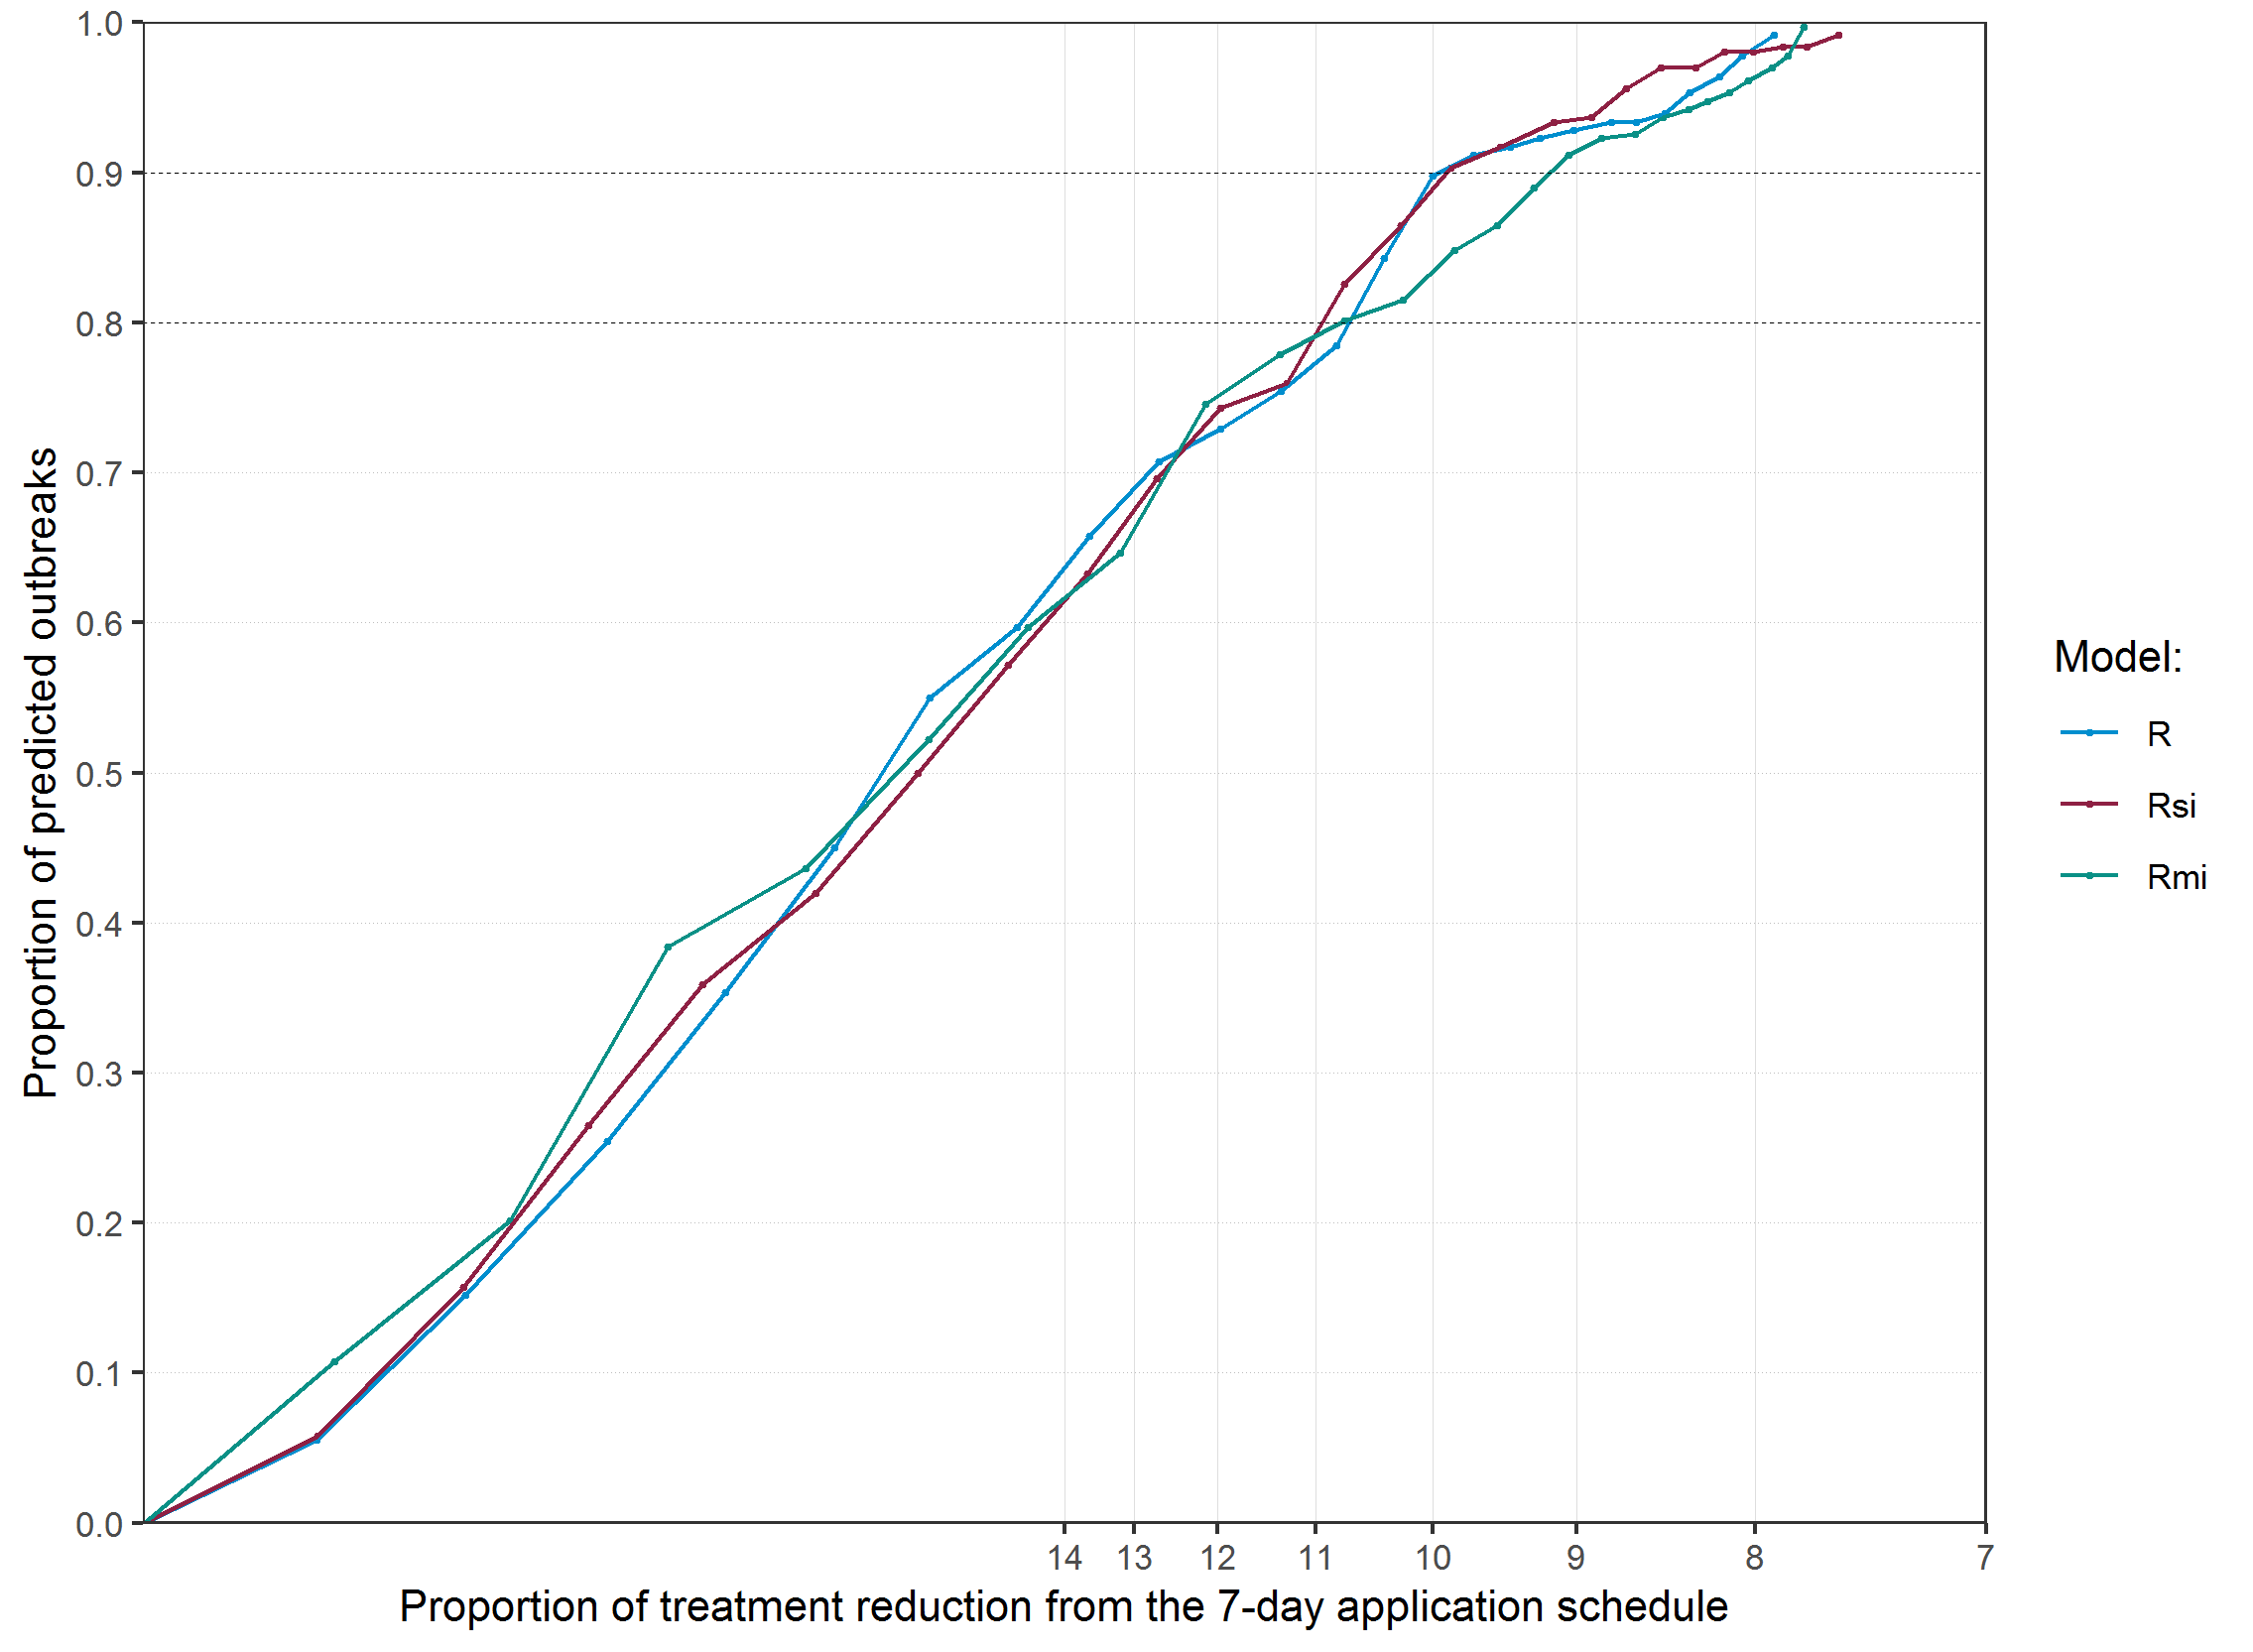 1.0
0.9
0.8
0.7
0.6
0.5
0.4
0.3
0.2
0.1
0.0
Proportion of predicted outbreaks
14 13 12 11 10 9 8 7
Proportion of treatment reduction from the 7-day application schedule
Model:
R
Rsi
Rmi